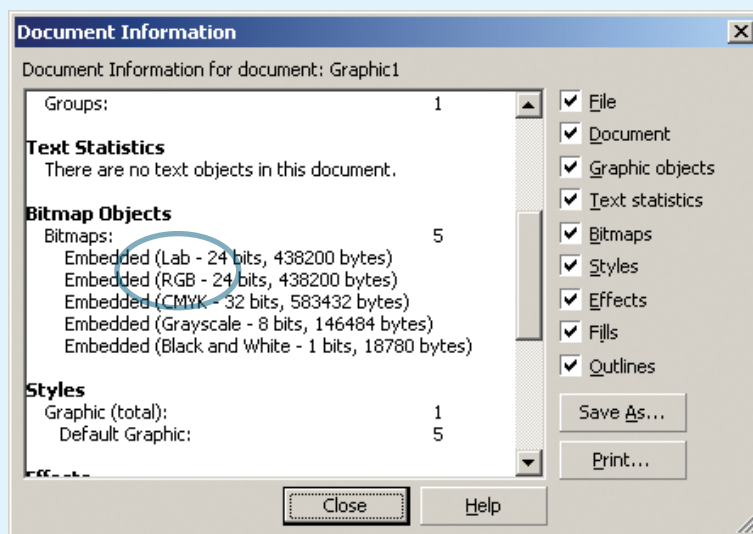 Document Information
Document Information for document: Graphic1
Groups: 1
Text Statistics
There are no text objects in this document.
Bitmap Objects
Bitmaps: 5
Embedded (Lab - 24 bits, 438200 bytes)
Embedded (RGB - 24 bits, 438200 bytes)
Embedded (CMYK - 32 bits, 583432 bytes)
Embedded (Grayscale - 8 bits, 146484 bytes)
Embedded (Black and White - 1 bits, 18780 bytes)
Styles
Graphic (total): 1
Default Graphic: 5
Effects
File
Document
Graphic objects
Text statistics
Bitmaps
Styles
Effects
Fills
Outlines
Save As...
Print...
Close
Help